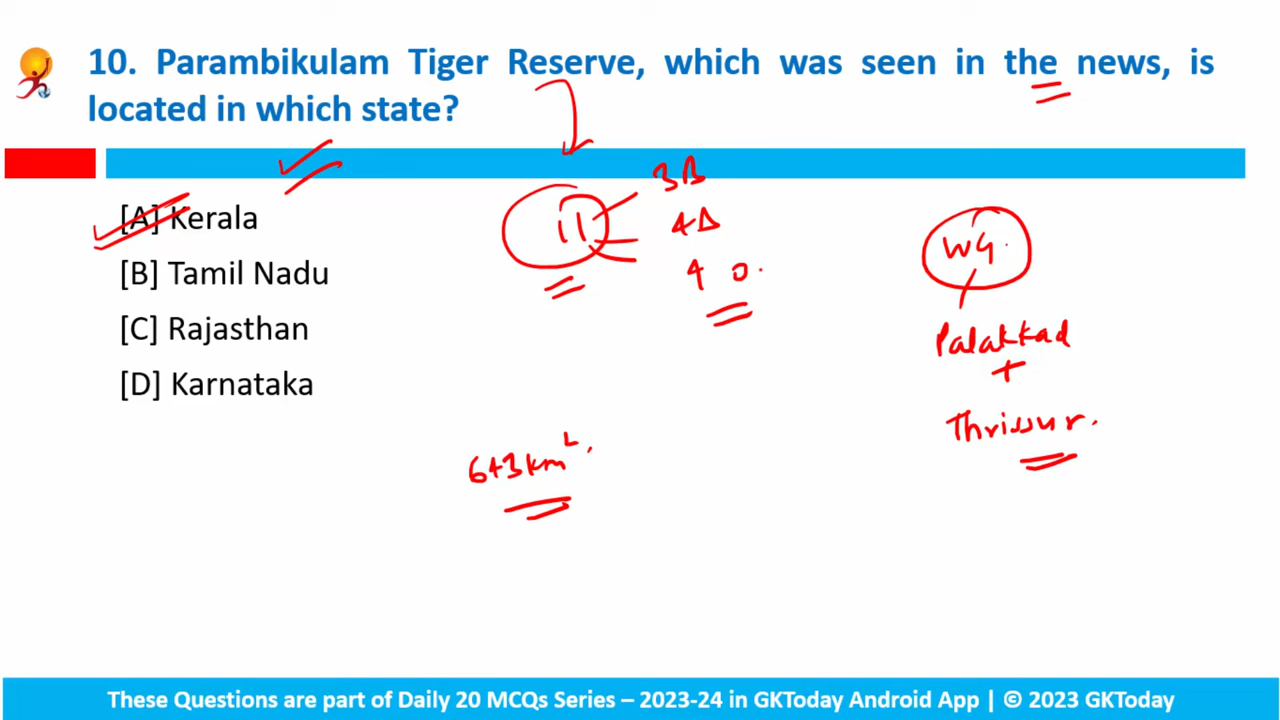 10. Parambikulam Tiger Reserve, which was seen in the news, is
located in which state?
[A] Kerala
[B] Tamil Nadu
[C] Rajasthan
[D] Karnataka
11
3B
4Δ
4 O.
WG.
Palakkad
+
Thrissur.
643km²
These Questions are part of Daily 20 MCQs Series – 2023-24 in GKToday Android App | © 2023 GKToday